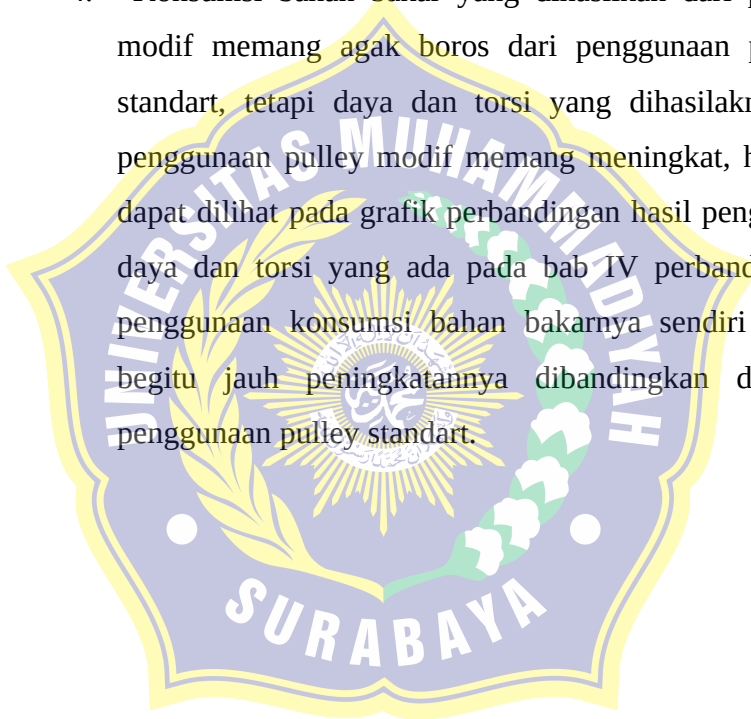 modif memang agak boros dari penggunaan
standart, tetapi daya dan torsi yang dihasilakn
penggunaan pulley modif memang meningkat,
dapat dilihat pada grafik perbandingan hasil
daya dan torsi yang ada pada bab IV
penggunaan konsumsi bahan bakarnya sendiri
begitu jauh peningkatannya dibandingkan
penggunaan pulley standart.
UNIVERSITAS MUHAMMADIYAH
SURABAYA